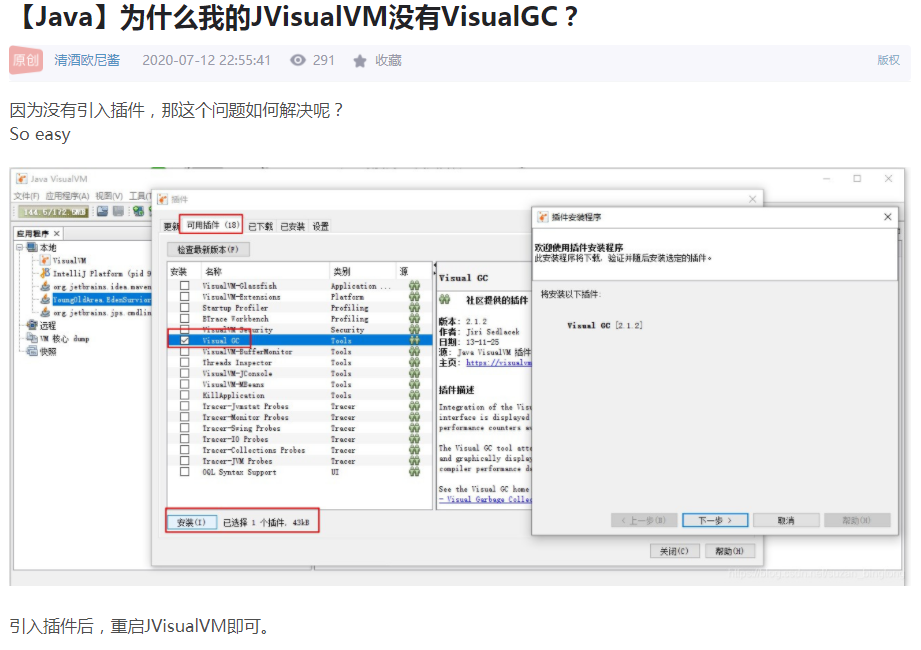 【Java】为什么我的JVisualVM没有VisualGC？
原创 清酒欧尼酱 2020-07-12 22:55:41 291 收藏 版权
因为没有引入插件，那这个问题如何解决呢？
So easy
Java VisualVM
文件(F) 应用程序(A) 视图(V) 工具(T
144.5/172.8MB
应用程序
本地
VisualVM
IntelliJ Platform (pid 9
org.jetbrains.idea.maven
YoungOldArea.EdenSurvior
org.jetbrains.jps.cmdlin
远程
VM 核心 dump
快照
插件
更新 可用插件 (18) 已下载 已安装 设置
检查最新版本(F)
安装 名称 类别 源
VisualVM-Glassfish Application ...
VisualVM-Extensions Platform
Startup Profiler Profiling
BTrace Workbench Profiling
VisualVM-Security Security
Visual GC Tools
VisualVM-BufferMonitor Tools
Threads Inspector Tools
VisualVM-JConsole Tools
VisualVM-MBeans Tools
KillApplication Tools
Tracer-Jvmstat Probes Tracer
Tracer-Monitor Probes Tracer
Tracer-Swing Probes Tracer
Tracer-IO Probes Tracer
Tracer-Collections Probes Tracer
Tracer-JVM Probes Tracer
OQL Syntax Support UI
安装(I) 已选择 1 个插件, 43kB
Visual GC
社区提供的插件
版本: 2.1.2
作者: Jiri Sedlacek
日期: 13-11-25
源: Java VisualVM 插件
主页: https://visualvm
插件描述
Integration of the Visu
interface is displayed
performance counters a
The Visual GC tool atta
and graphically display
compiler performance d
See the Visual GC home
- Visual Garbage Collec
关闭(C) 帮助(H)
插件安装程序
欢迎使用插件安装程序
此安装程序将下载、验证并随后安装选定的插件。
将安装以下插件:
Visual GC [2.1.2]
< 上一步(B) 下一步 > 取消 帮助(H)
引入插件后，重启JVisualVM即可。